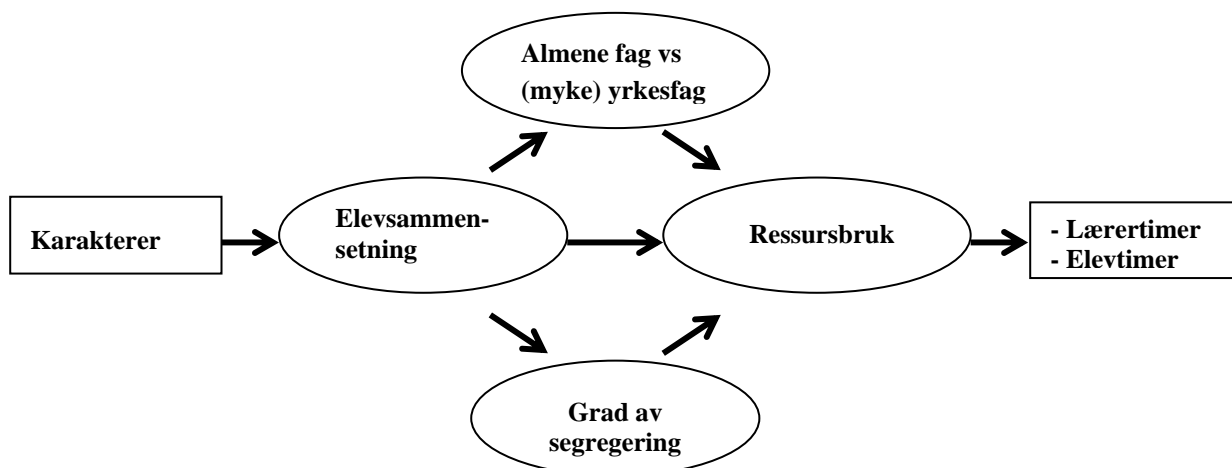 Almene fag vs
(myke) yrkesfag
Karakterer
Elevsammen-
setning
Ressursbruk
- Lærertimer
- Elevtimer
Grad av
segregering